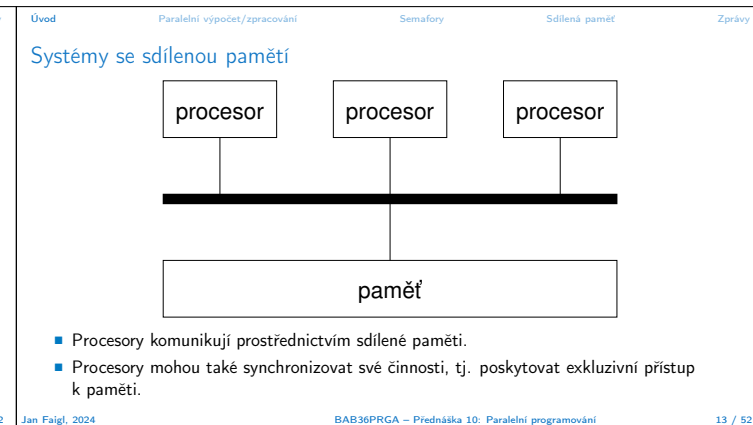 Úvod Paralelní výpočet/zpracování Semafory Sdílená paměť Zprávy
Systémy se sdílenou pamětí
procesor procesor procesor
paměť
Procesory komunikují prostřednictvím sdílené paměti.
Procesory mohou také synchronizovat své činnosti, tj. poskytovat exkluzivní přístup
k paměti.
2 Jan Faigl, 2024 BAB36PRGA – Přednáška 10: Paralelní programování 13 / 52